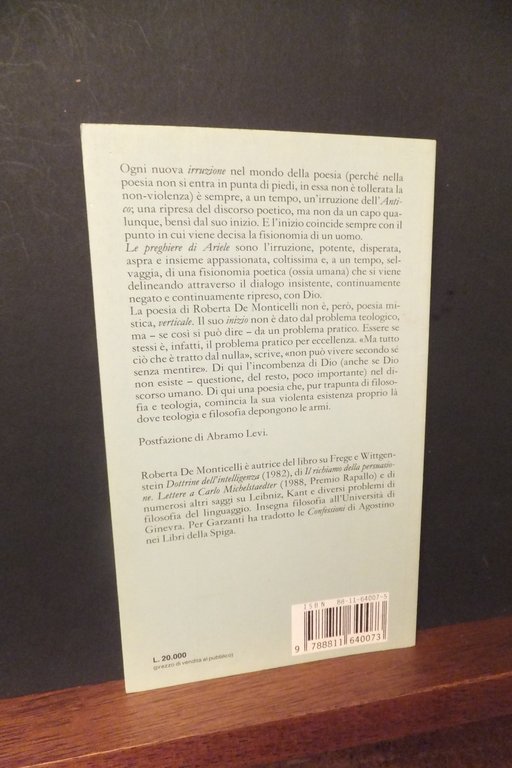 Ogni nuova irruzione nel mondo della poesia (perché nella
poesia non si entra in punta di piedi, in essa non è tollerata la
non-violenza) è sempre, a un tempo, un'irruzione dell'Anti-
co; una ripresa del discorso poetico, ma non da un capo qua-
lunque, bensì dal suo inizio. E l'inizio coincide sempre con il
punto in cui viene decisa la fisionomia di un uomo.
Le preghiere di Ariele sono l'irruzione, potente, disperata,
aspra e insieme appassionata, coltissima e, a un tempo, sel-
vaggia, di una fisionomia poetica (ossia umana) che si viene
delineando attraverso il dialogo insistente, continuamente
negato e continuamente ripreso, con Dio.
La poesia di Roberta De Monticelli non è, però, poesia mi-
stica, verticale. Il suo inizio non è dato dal problema teologico,
ma – se così si può dire – da un problema pratico. Essere se
stessi è, infatti, il problema pratico per eccellenza. «Ma tutto
ciò che è tratto dal nulla», scrive, «non può vivere secondo sé
senza mentire». Di qui l'incombenza di Dio (anche se Dio
non esiste – questione, del resto, poco importante) nel di-
scorso umano. Di qui una poesia che, pur trapunta di filoso-
fia e teologia, comincia la sua violenta esistenza proprio là
dove teologia e filosofia depongono le armi.
Postfazione di Abramo Levi.
Roberta De Monticelli è autrice del libro su Frege e Wittgen-
stein Dottrine dell'intelligenza (1982), di Il richiamo della persuasio-
ne. Lettere a Carlo Michelstaedter (1988, Premio Rapallo) e di
numerosi altri saggi su Leibniz, Kant e diversi problemi di
filosofia del linguaggio. Insegna filosofia all'Università di
Ginevra. Per Garzanti ha tradotto le Confessioni di Agostino
nei Libri della Spiga.
ISBN 88-11-64007-5
9 788811 640073
L. 20.000
(prezzo di vendita al pubblico)